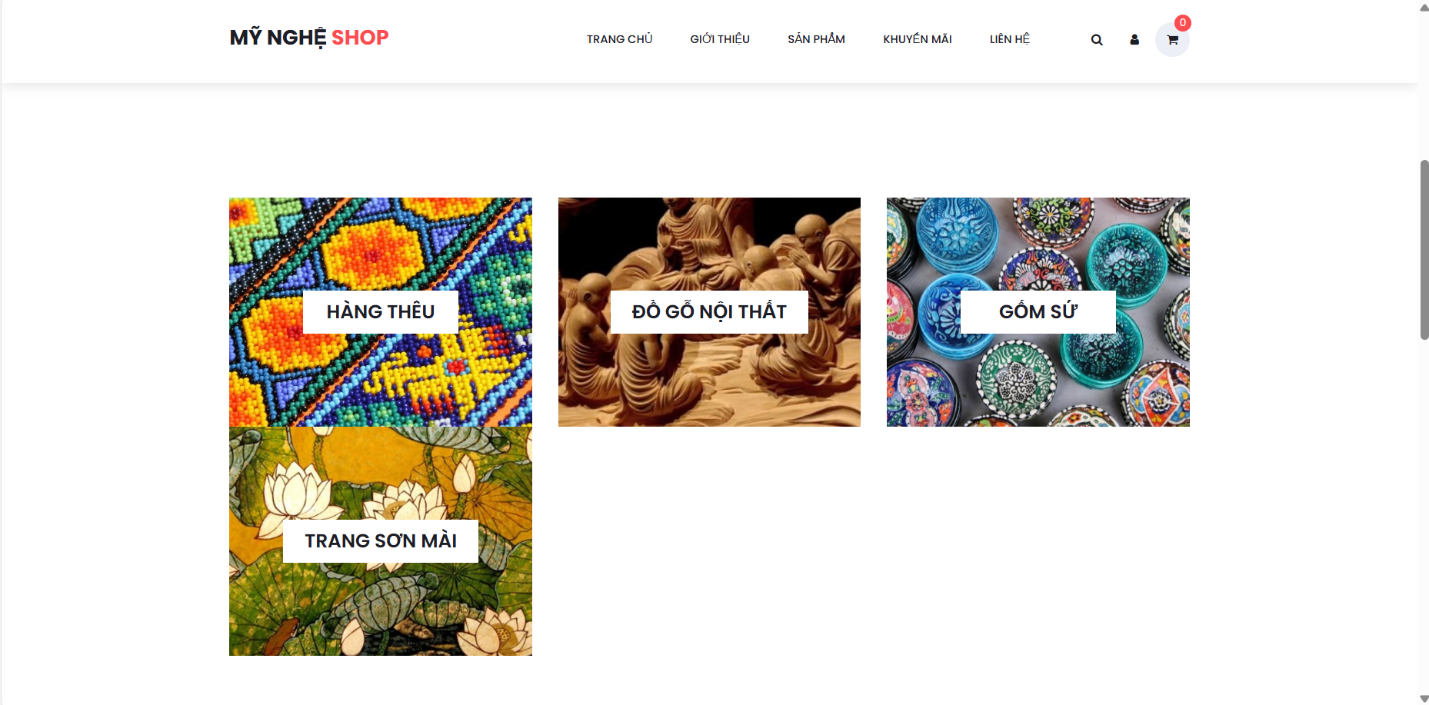 MỸ NGHỆ SHOP
TRANG CHỦ GIỚI THIỆU SẢN PHẨM KHUYẾN MÃI LIÊN HỆ 0
HÀNG THÊU
ĐỒ GỖ NỘI THẤT
GỐM SỨ
TRANG SƠN MÀI